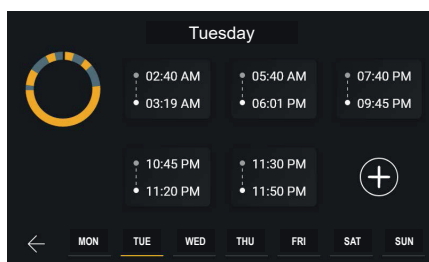 Tuesday
02:40 AM
03:19 AM
05:40 AM
06:01 PM
07:40 PM
09:45 PM
10:45 PM
11:20 PM
11:30 PM
11:50 PM
MON TUE WED THU FRI SAT SUN